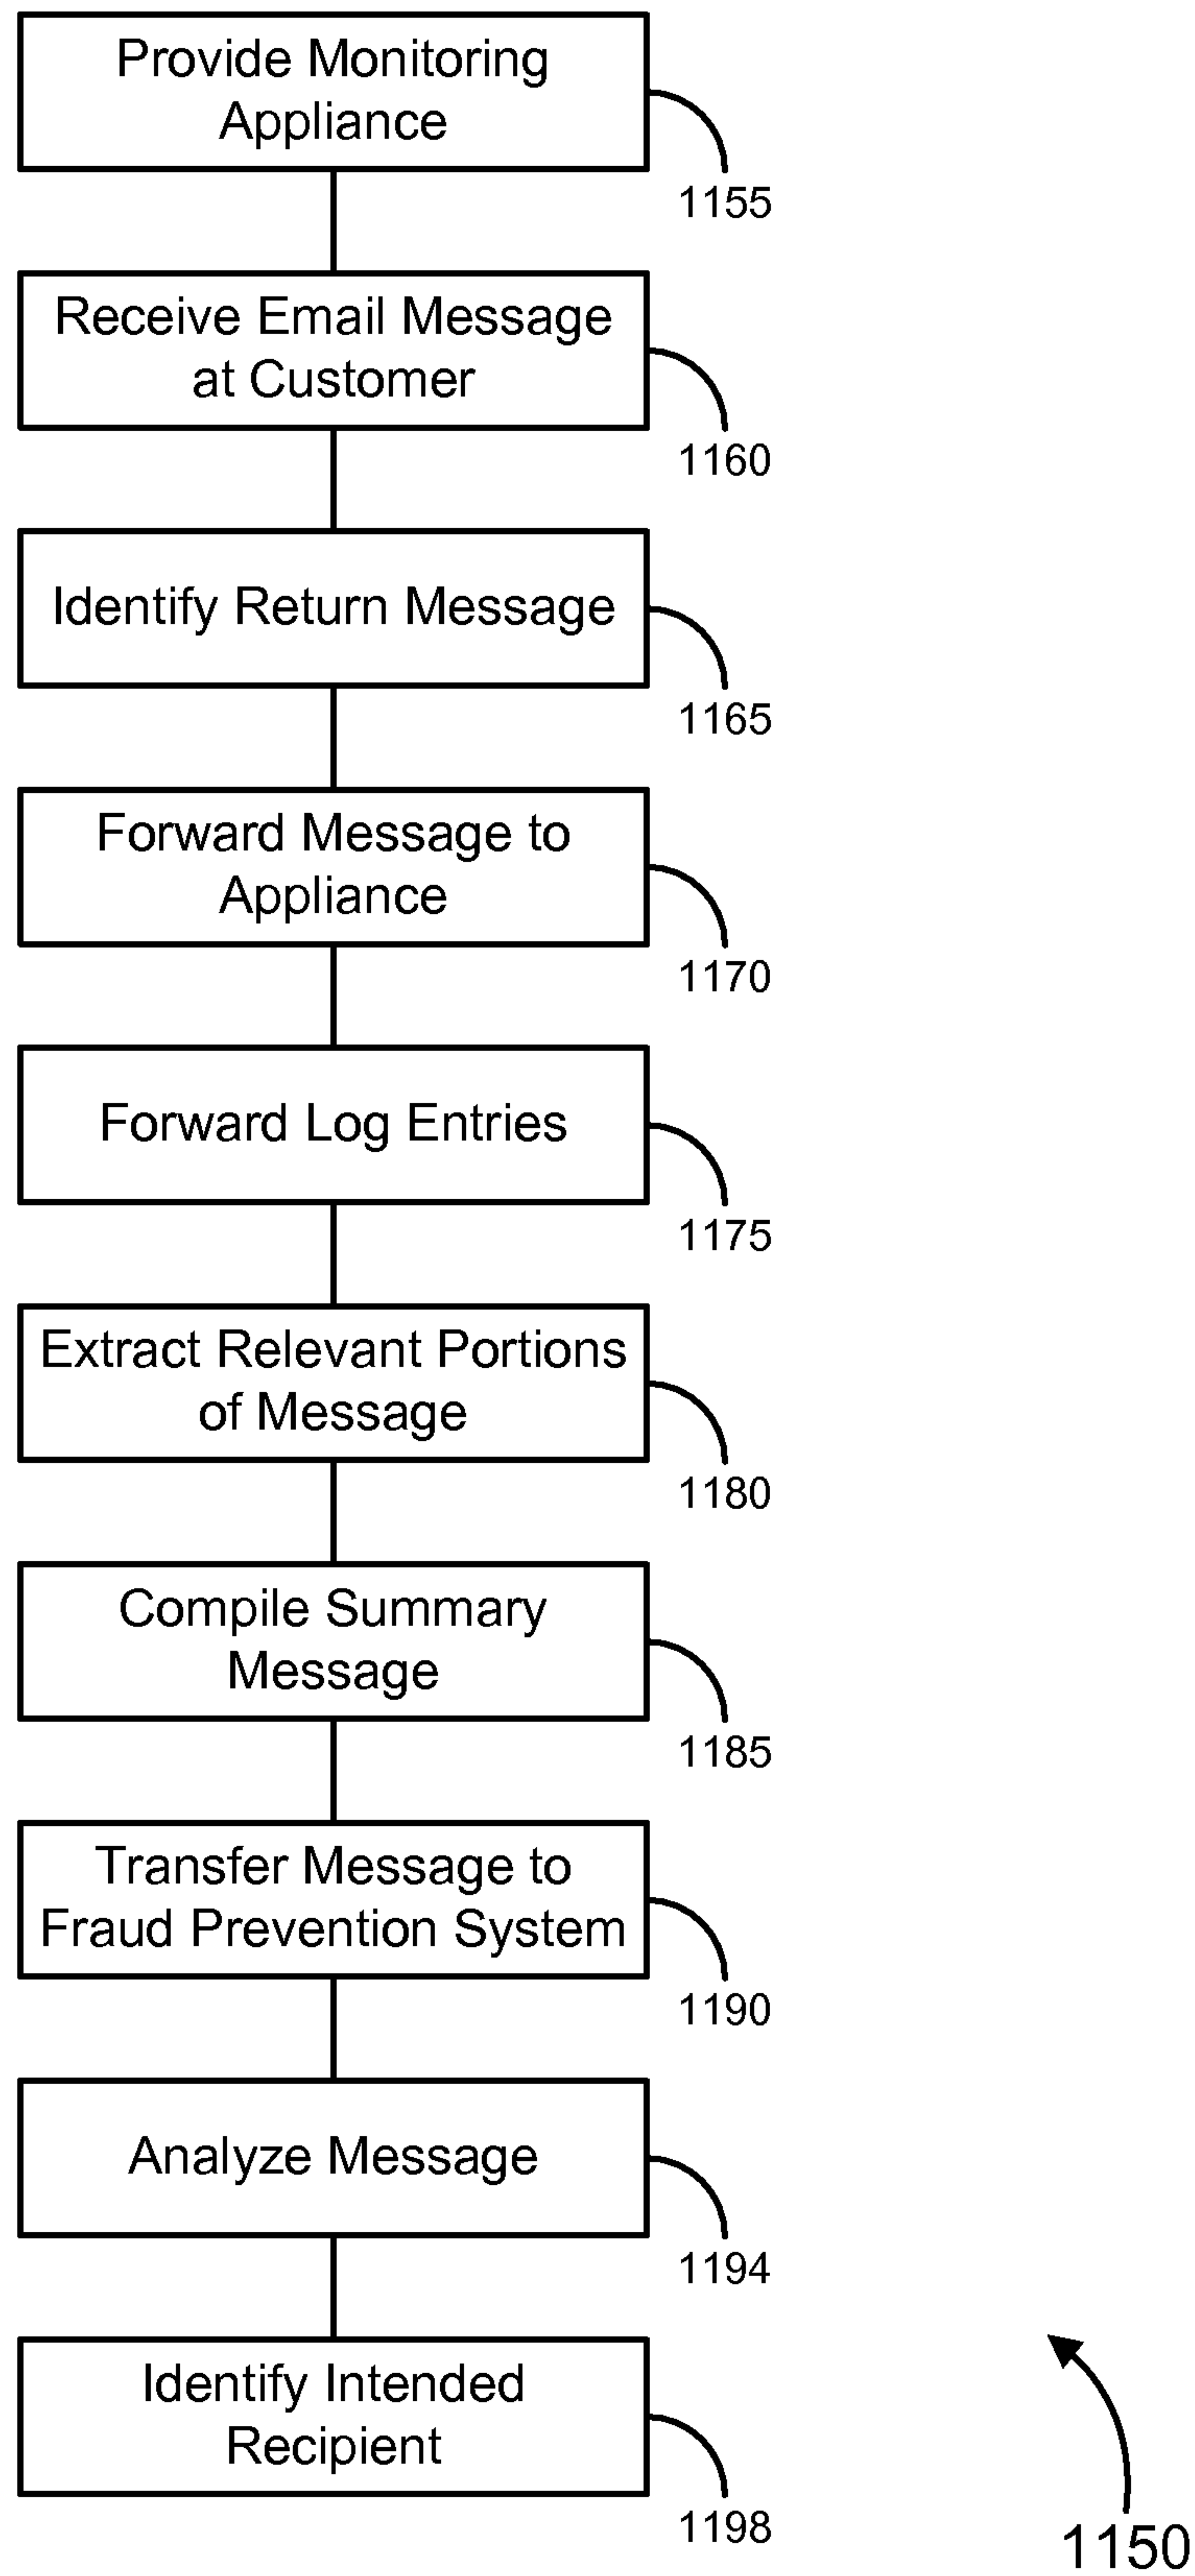 Provide Monitoring
Appliance
1155
Receive Email Message
at Customer
1160
Identify Return Message
1165
Forward Message to
Appliance
1170
Forward Log Entries
1175
Extract Relevant Portions
of Message
1180
Compile Summary
Message
1185
Transfer Message to
Fraud Prevention System
1190
Analyze Message
1194
Identify Intended
Recipient
1198
1150